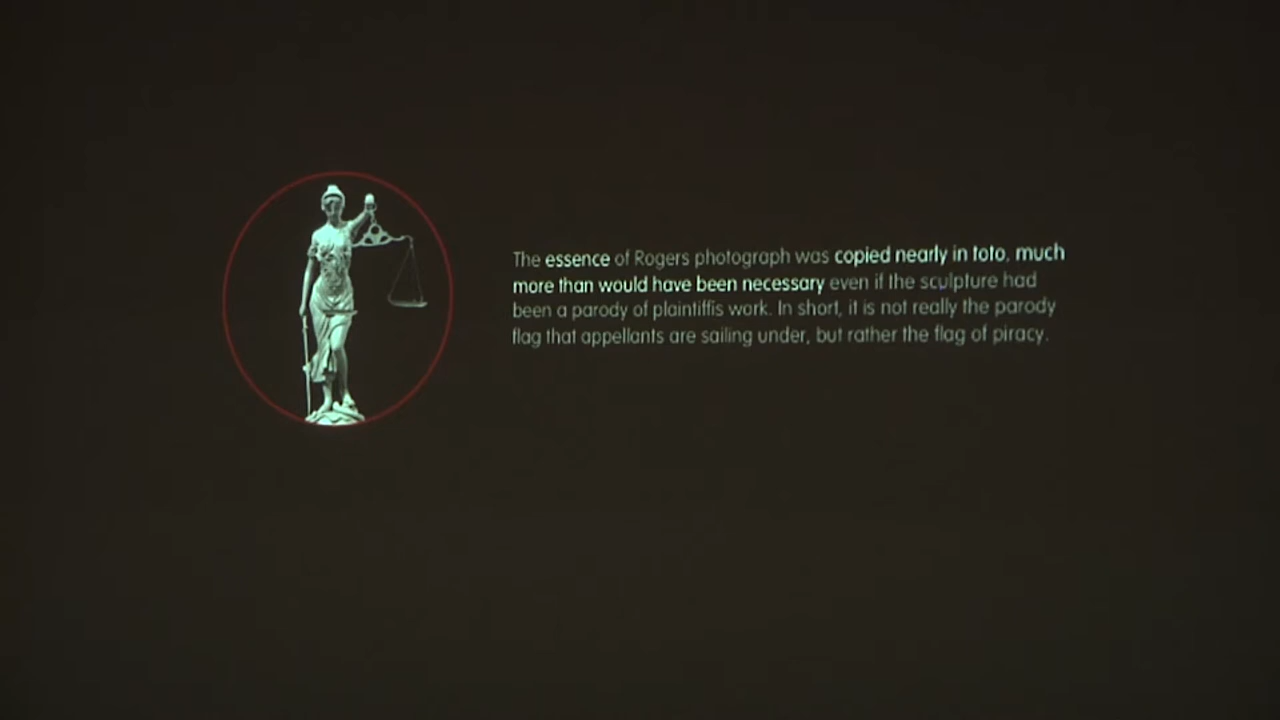 The essence of Rogers photograph was copied nearly in toto, much
more than would have been necessary even if the sculpture had
been a parody of plaintiffis work. In short, it is not really the parody
flag that appellants are sailing under, but rather the flag of piracy.